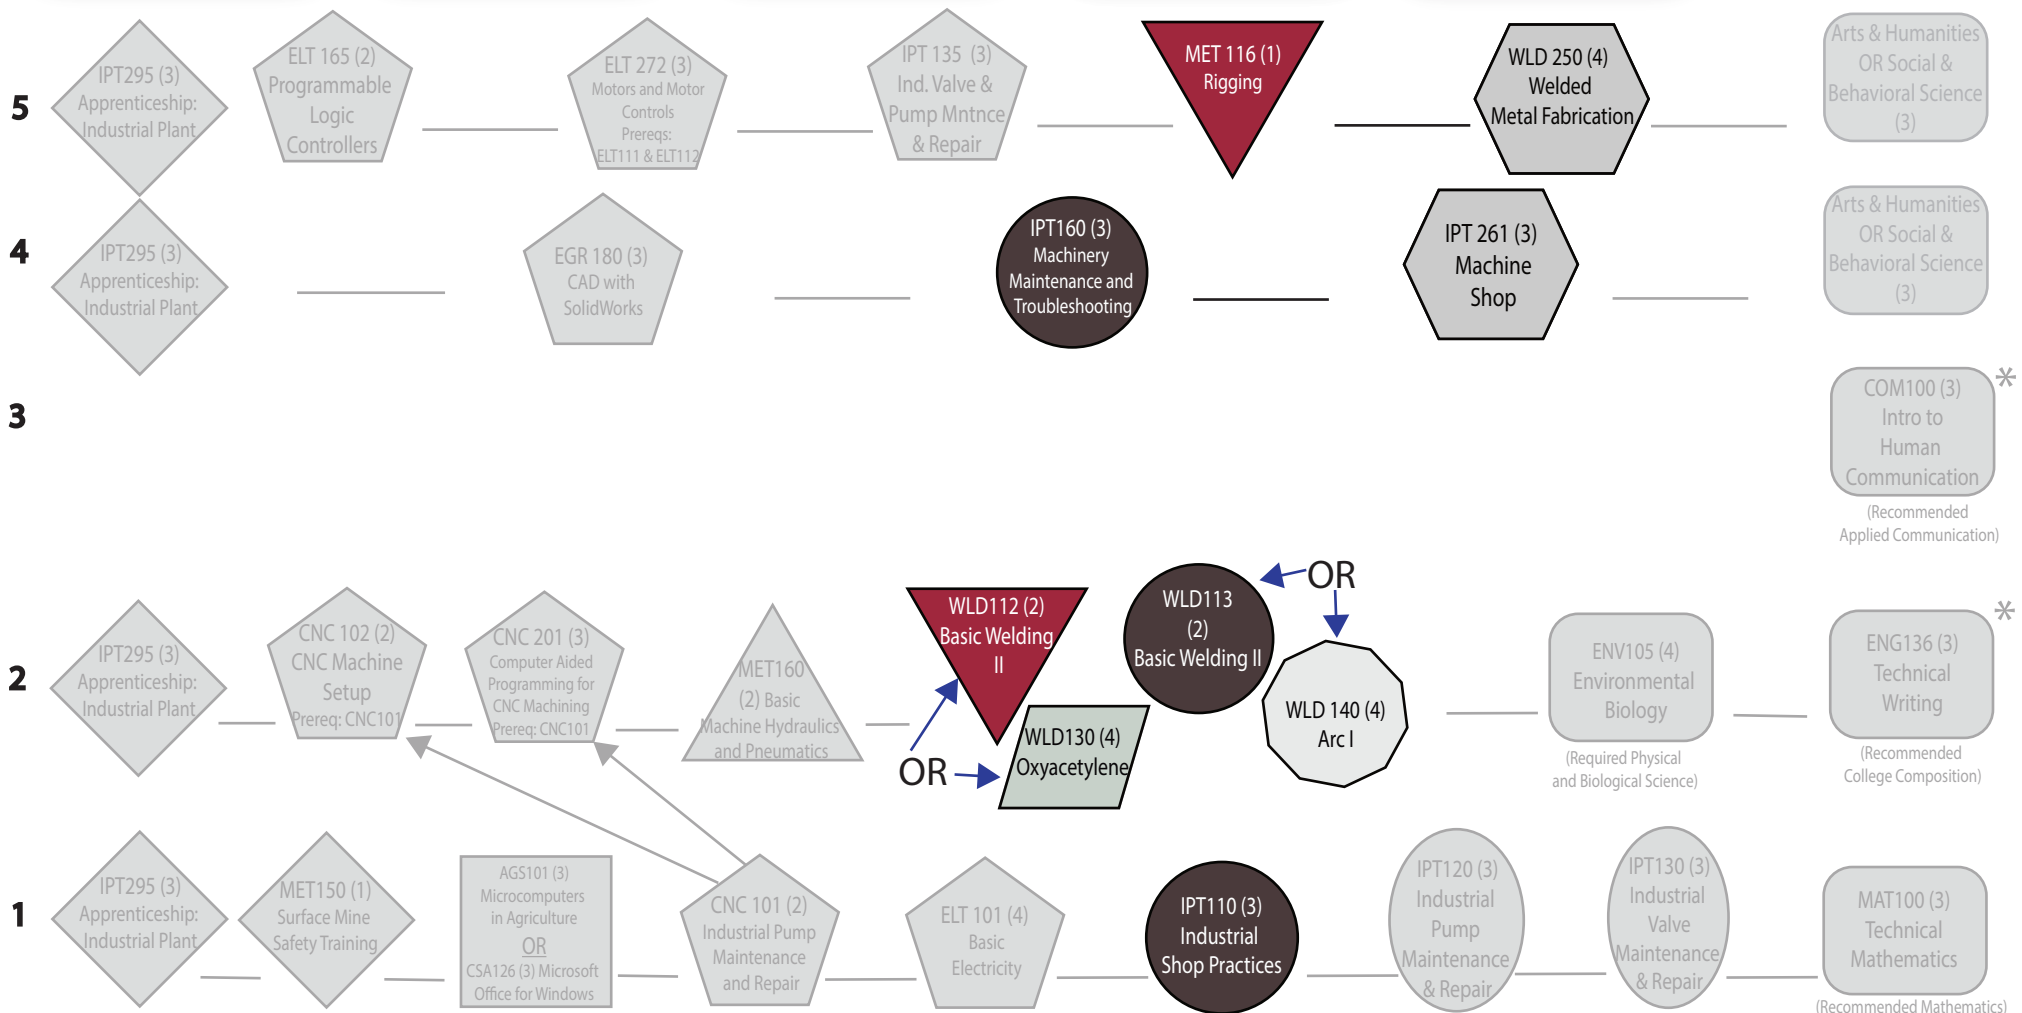 5
IPT295 (3)
Apprenticeship:
Industrial Plant
ELT 165 (2)
Programmable
Logic
Controllers
ELT 272 (3)
Motors and Motor
Controls
Prereqs:
ELT111 & ELT112
IPT 135 (3)
Ind. Valve &
Pump Mntnce
& Repair
MET 116 (1)
Rigging
WLD 250 (4)
Welded
Metal Fabrication
Arts & Humanities
OR Social &
Behavioral Science
(3)
4
IPT295 (3)
Apprenticeship:
Industrial Plant
EGR 180 (3)
CAD with
SolidWorks
IPT160 (3)
Machinery
Maintenance and
Troubleshooting
IPT 261 (3)
Machine
Shop
Arts & Humanities
OR Social &
Behavioral Science
(3)
3
COM100 (3)
Intro to
Human
Communication
*
(Recommended
Applied Communication)
2
IPT295 (3)
Apprenticeship:
Industrial Plant
CNC 102 (2)
CNC Machine
Setup
Prereq: CNC101
CNC 201 (3)
Computer Aided
Programming for
CNC Machining
Prereq: CNC101
MET160
(2) Basic
Machine Hydraulics
and Pneumatics
WLD112 (2)
Basic Welding
II
OR
WLD130 (4)
Oxyacetylene
WLD113
(2)
Basic Welding II
OR
WLD 140 (4)
Arc I
ENV105 (4)
Environmental
Biology
(Required Physical
and Biological Science)
ENG136 (3)
Technical
Writing
*
(Recommended
College Composition)
1
IPT295 (3)
Apprenticeship:
Industrial Plant
MET150 (1)
Surface Mine
Safety Training
AGS101 (3)
Microcomputers
in Agriculture
OR
CSA126 (3) Microsoft
Office for Windows
CNC 101 (2)
Industrial Pump
Maintenance
and Repair
ELT 101 (4)
Basic
Electricity
IPT110 (3)
Industrial
Shop Practices
IPT120 (3)
Industrial
Pump
Maintenance
& Repair
IPT130 (3)
Industrial
Valve
Maintenance
& Repair
MAT100 (3)
Technical
Mathematics
(Recommended Mathematics)